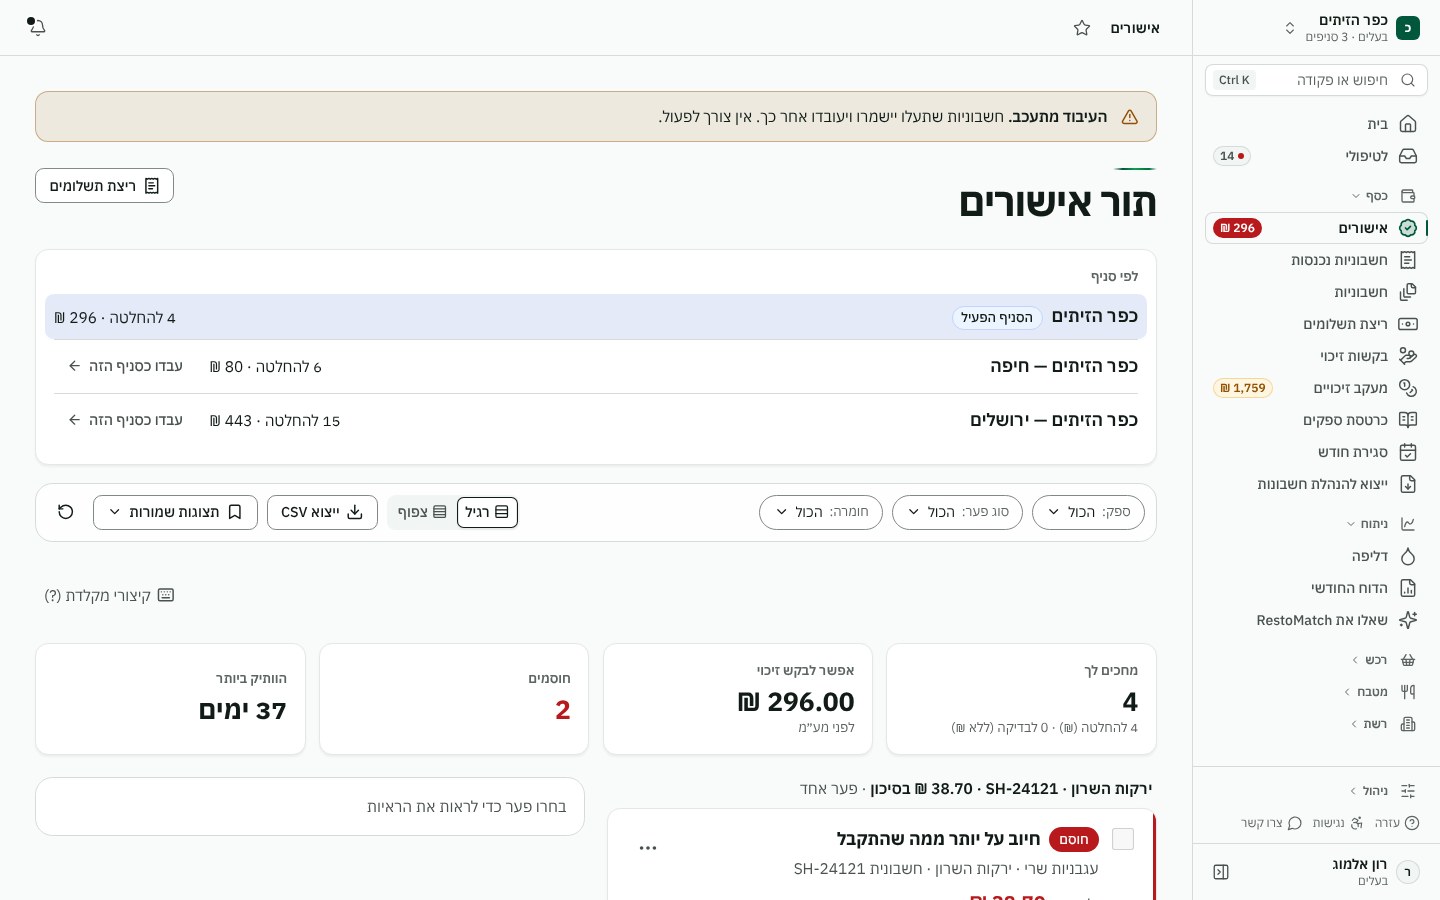 כפר הזיתים
בעלים · 3 סניפים
חיפוש או פקודה
Ctrl K
בית
לטיפולי
14
כסף
אישורים
296 ₪
חשבוניות נכנסות
חשבוניות
ריצת תשלומים
בקשות זיכוי
מעקב זיכויים
1,759 ₪
כרטסת ספקים
סגירת חודש
ייצוא להנהלת חשבונות
ניתוח
דליפה
הדוח החודשי
שאלו את RestoMatch
רכש
מטבח
רשת
ניהול
עזרה
נגישות
צרו קשר
רון אלמוג
בעלים
אישורים
העיבוד מתעכב. חשבוניות שתעלו יישמרו ויעובדו אחר כך. אין צורך לפעול.
תור אישורים
ריצת תשלומים
לפי סניף
כפר הזיתים
הסניף הפעיל
4 להחלטה · 296 ₪
כפר הזיתים — חיפה
6 להחלטה · 80 ₪
עבדו כסניף הזה
כפר הזיתים — ירושלים
15 להחלטה · 443 ₪
עבדו כסניף הזה
ספק: הכול
סוג פער: הכול
חומרה: הכול
רגיל
צפוף
ייצוא CSV
תצוגות שמורות
קיצורי מקלדת (?)
מחכים לך
4
4 להחלטה (₪) · 0 לבדיקה (ללא ₪)
אפשר לבקש זיכוי
296.00 ₪
לפני מע״מ
חוסמים
2
הוותיק ביותר
37 ימים
ירקות השרון · SH-24121 · 38.70 ₪ בסיכון · פער אחד
חוסם
חיוב על יותר ממה שהתקבל
עגבניות שרי · ירקות השרון · חשבונית SH-24121
בחרו פער כדי לראות את הראיות